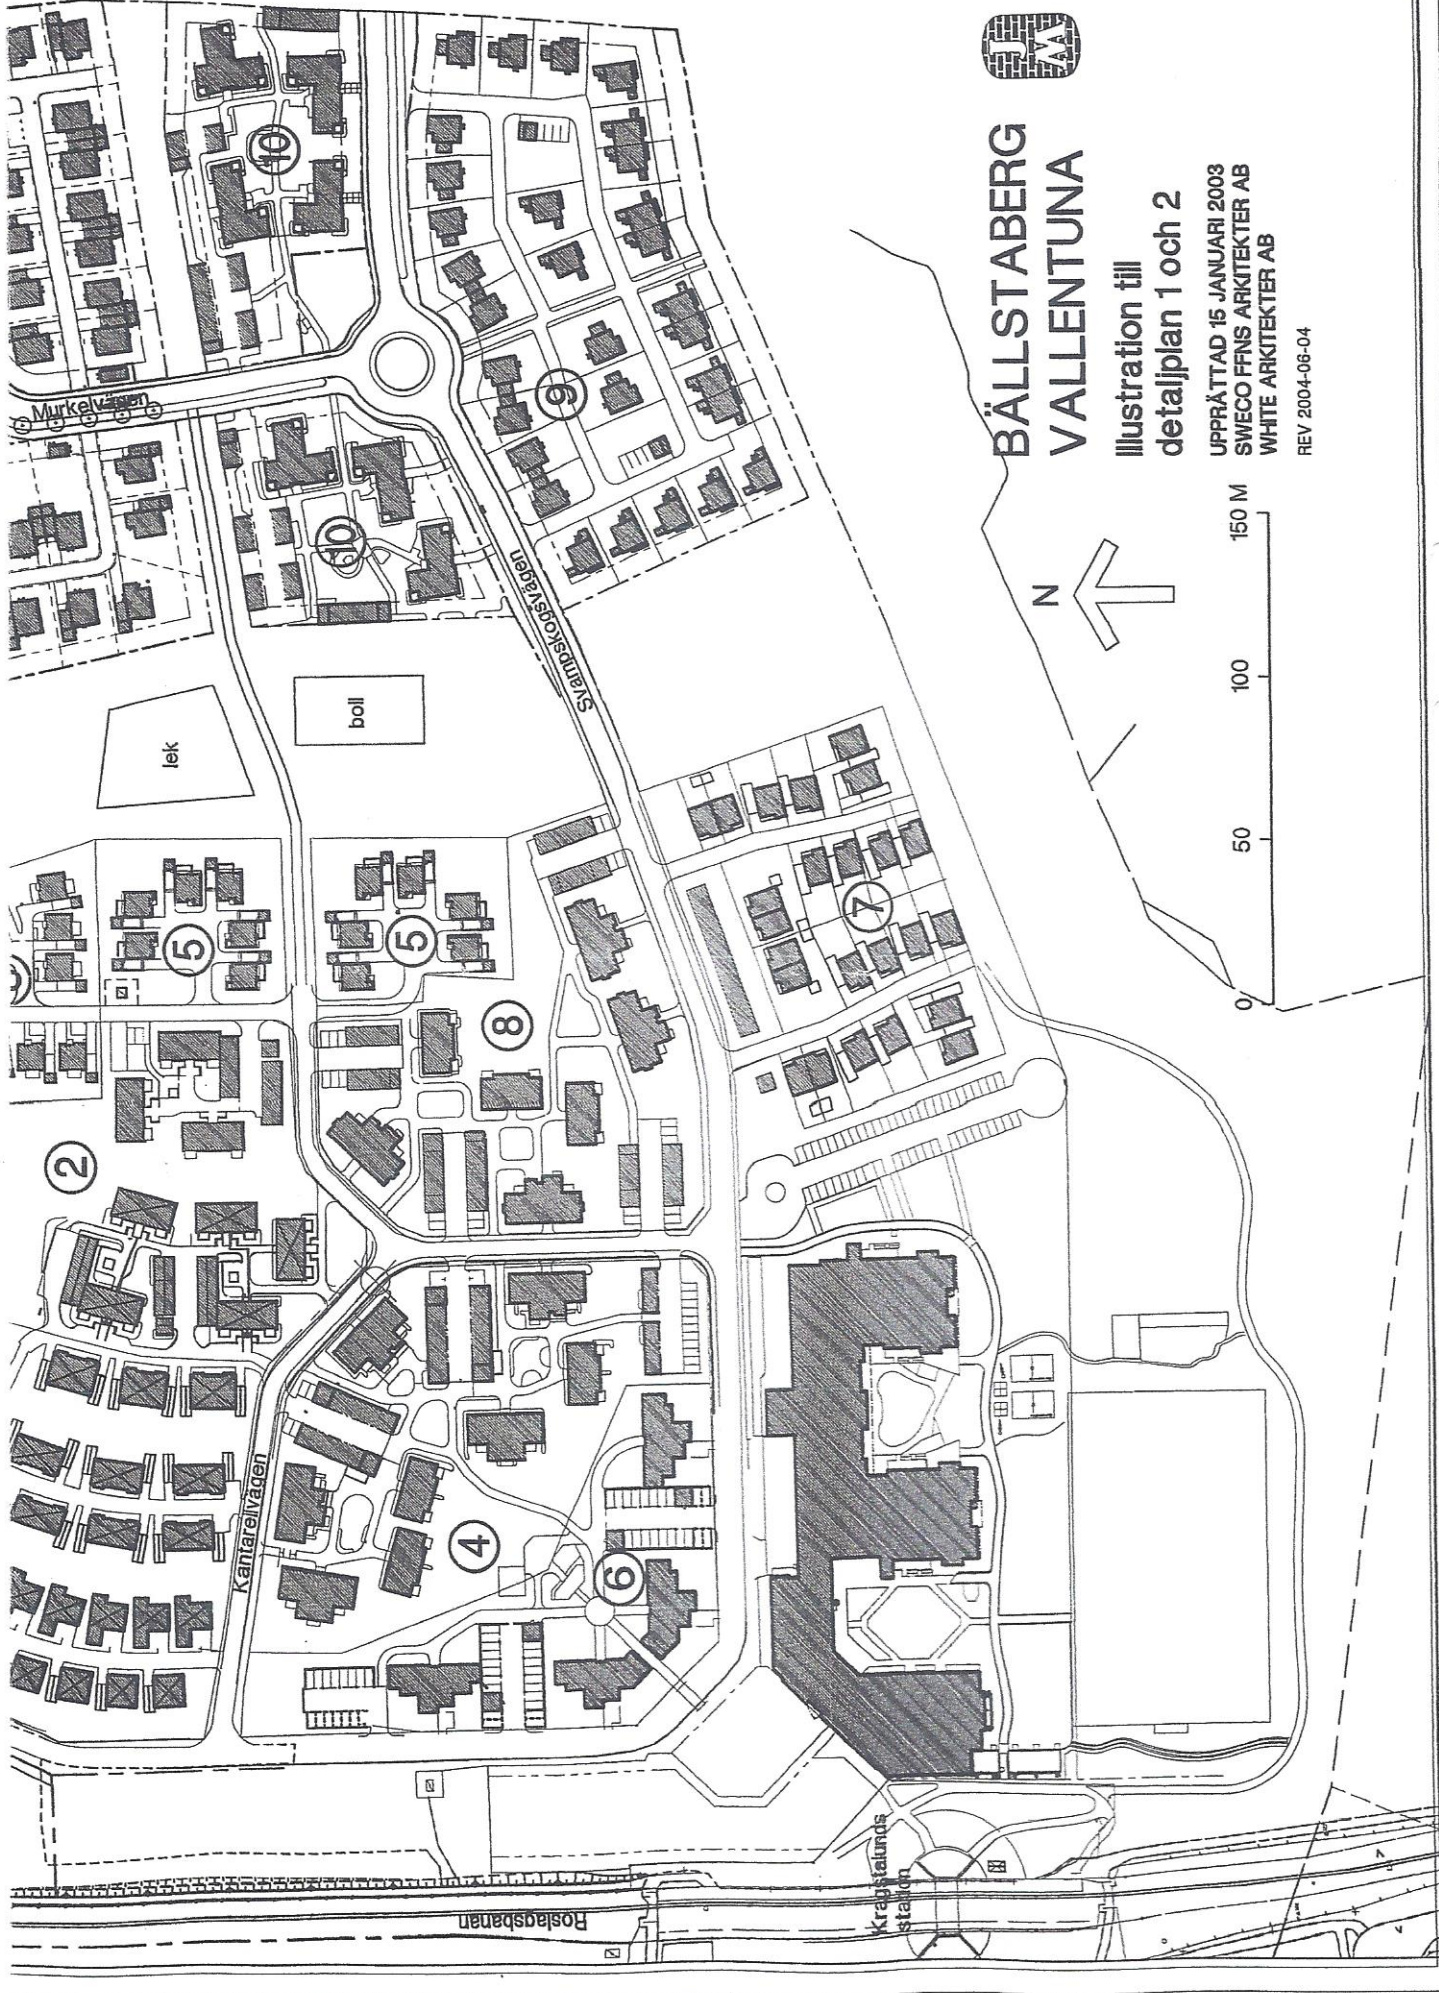 JM
BÄLLSTABERG
VALLENTUNA
Illustration till
detaljplan 1 och 2
UPPRÄTTAD 15 JANUARI 2003
SWECO FFNS ARKITEKTER AB
WHITE ARKITEKTER AB
REV 2004-06-04
N
0 50 100 150 M
Murkelvägen
Svampskogsvägen
Kantarellvägen
Roslagsbanan
Kragstalunds
station
lek
boll
10
10
9
5
5
8
7
2
4
6